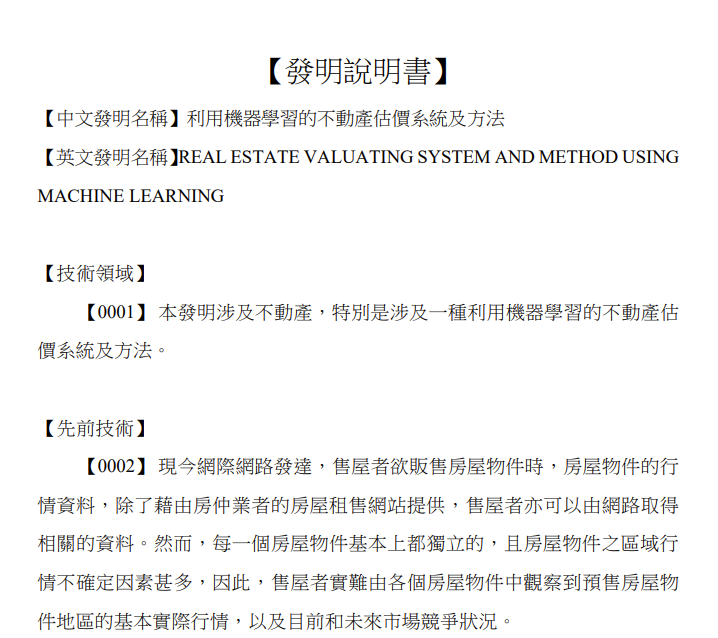 【發明說明書】
【中文發明名稱】利用機器學習的不動產估價系統及方法
【英文發明名稱】REAL ESTATE VALUATING SYSTEM AND METHOD USING
MACHINE LEARNING
【技術領域】
【0001】 本發明涉及不動產，特別是涉及一種利用機器學習的不動產估
價系統及方法。
【先前技術】
【0002】 現今網際網路發達，售屋者欲販售房屋物件時，房屋物件的行
情資料，除了藉由房仲業者的房屋租售網站提供，售屋者亦可以由網路取得
相關的資料。然而，每一個房屋物件基本上都獨立的，且房屋物件之區域行
情不確定因素甚多，因此，售屋者實難由各個房屋物件中觀察到預售房屋物
件地區的基本實際行情，以及目前和未來市場競爭狀況。